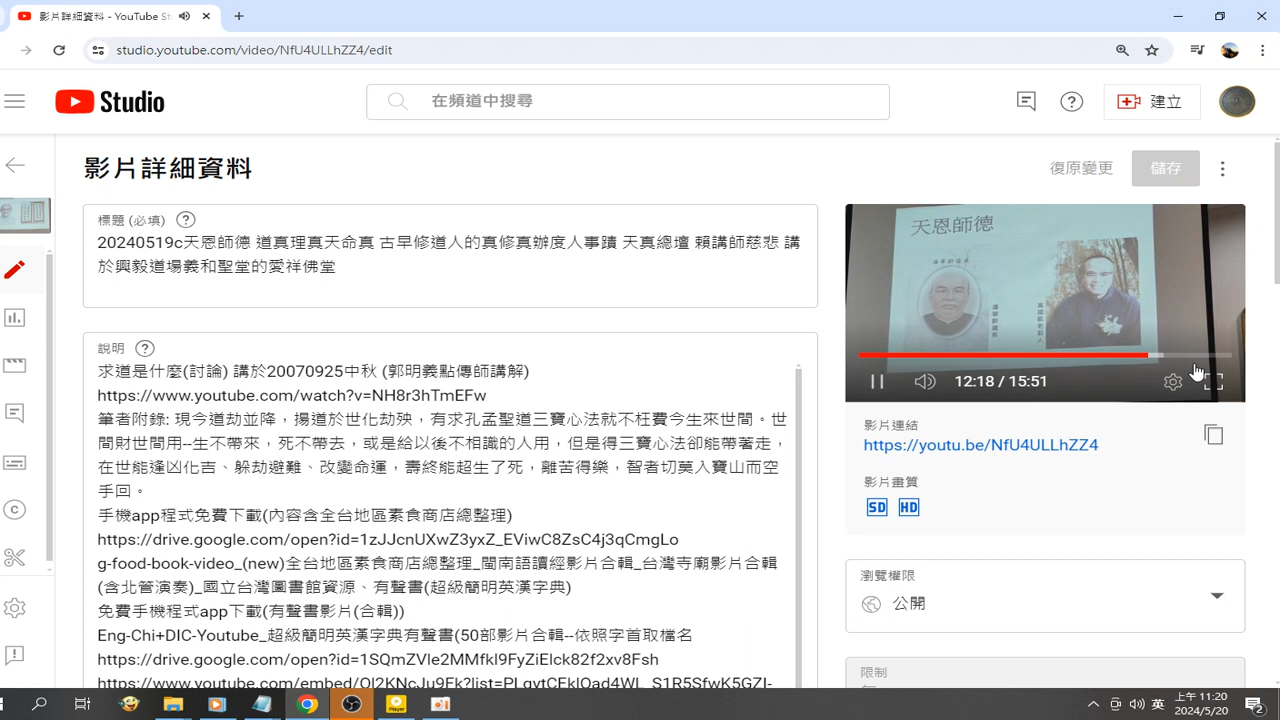 影片詳細資料 - YouTube St
studio.youtube.com/video/NfU4ULLhZZ4/edit
Studio
在頻道中搜尋
建立
影片詳細資料
復原變更
儲存
標題 (必填)
20240519c天恩師德 道真理真天命真 古早修道人的真修真辦度人事蹟 天真總壇 賴講師慈悲 講
於興毅道場義和聖堂的愛祥佛堂
說明
求道是什麼(討論) 講於20070925中秋 (郭明義點傳師講解)
https://www.youtube.com/watch?v=NH8r3hTmEFw
筆者附錄: 現今道劫並降，揚道於世化劫殃，有求孔孟聖道三寶心法就不枉費今生來世間。世
間財世間用--生不帶來，死不帶去，或是給以後不相識的人用，但是得三寶心法卻能帶著走，
在世能逢凶化吉、躲劫避難、改變命運，壽終能超生了死，離苦得樂，智者切莫入寶山而空
手回。
手機app程式免費下載(內容含全台地區素食商店總整理)
https://drive.google.com/open?id=1zJJcnUXwZ3yxZ_EViwC8ZsC4j3qCmgLo
g-food-book-video_(new)全台地區素食商店總整理_閩南語讀經影片合輯_台灣寺廟影片合輯
(含北管演奏)_國立台灣圖書館資源、有聲書(超級簡明英漢字典)
免費手機程式app下載(有聲書影片(合輯))
Eng-Chi+DIC-Youtube_超級簡明英漢字典有聲書(50部影片合輯--依照字首取檔名
https://drive.google.com/open?id=1SQmZVle2MMfkl9FyZiElck82f2xv8Fsh
https://www.youtube.com/embed/Ol2KNcJu9Fk?list=PLgvtCEklOad4WL_S1R5SfwK5GZI-
天恩師德
12:18 / 15:51
影片連結
https://youtu.be/NfU4ULLhZZ4
影片畫質
SD HD
瀏覽權限
公開
限制
英
上午 11:20
2024/5/20
2